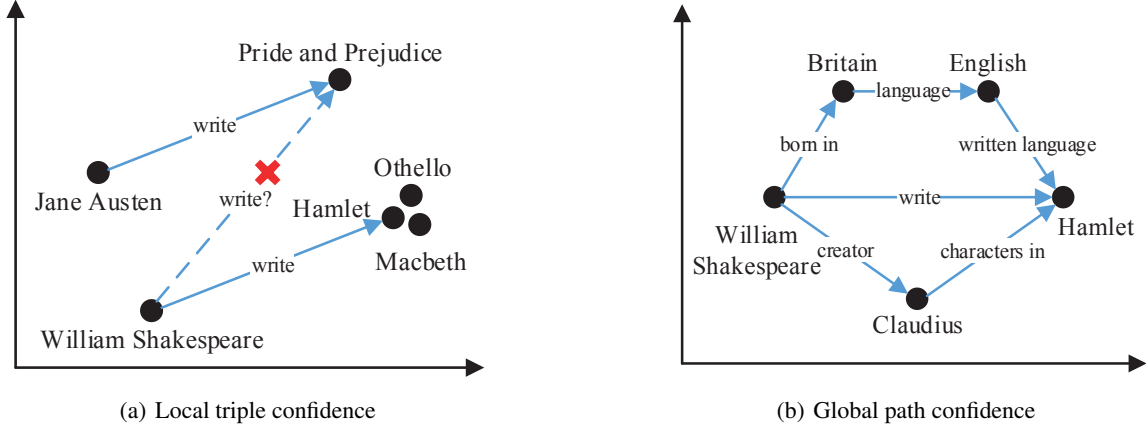 Pride and Prejudice
write
Jane Austen
write?
Othello
Hamlet
Macbeth
write
William Shakespeare
(a) Local triple confidence
Britain
English
language
born in
written language
write
William
Shakespeare
Hamlet
creator
characters in
Claudius
(b) Global path confidence